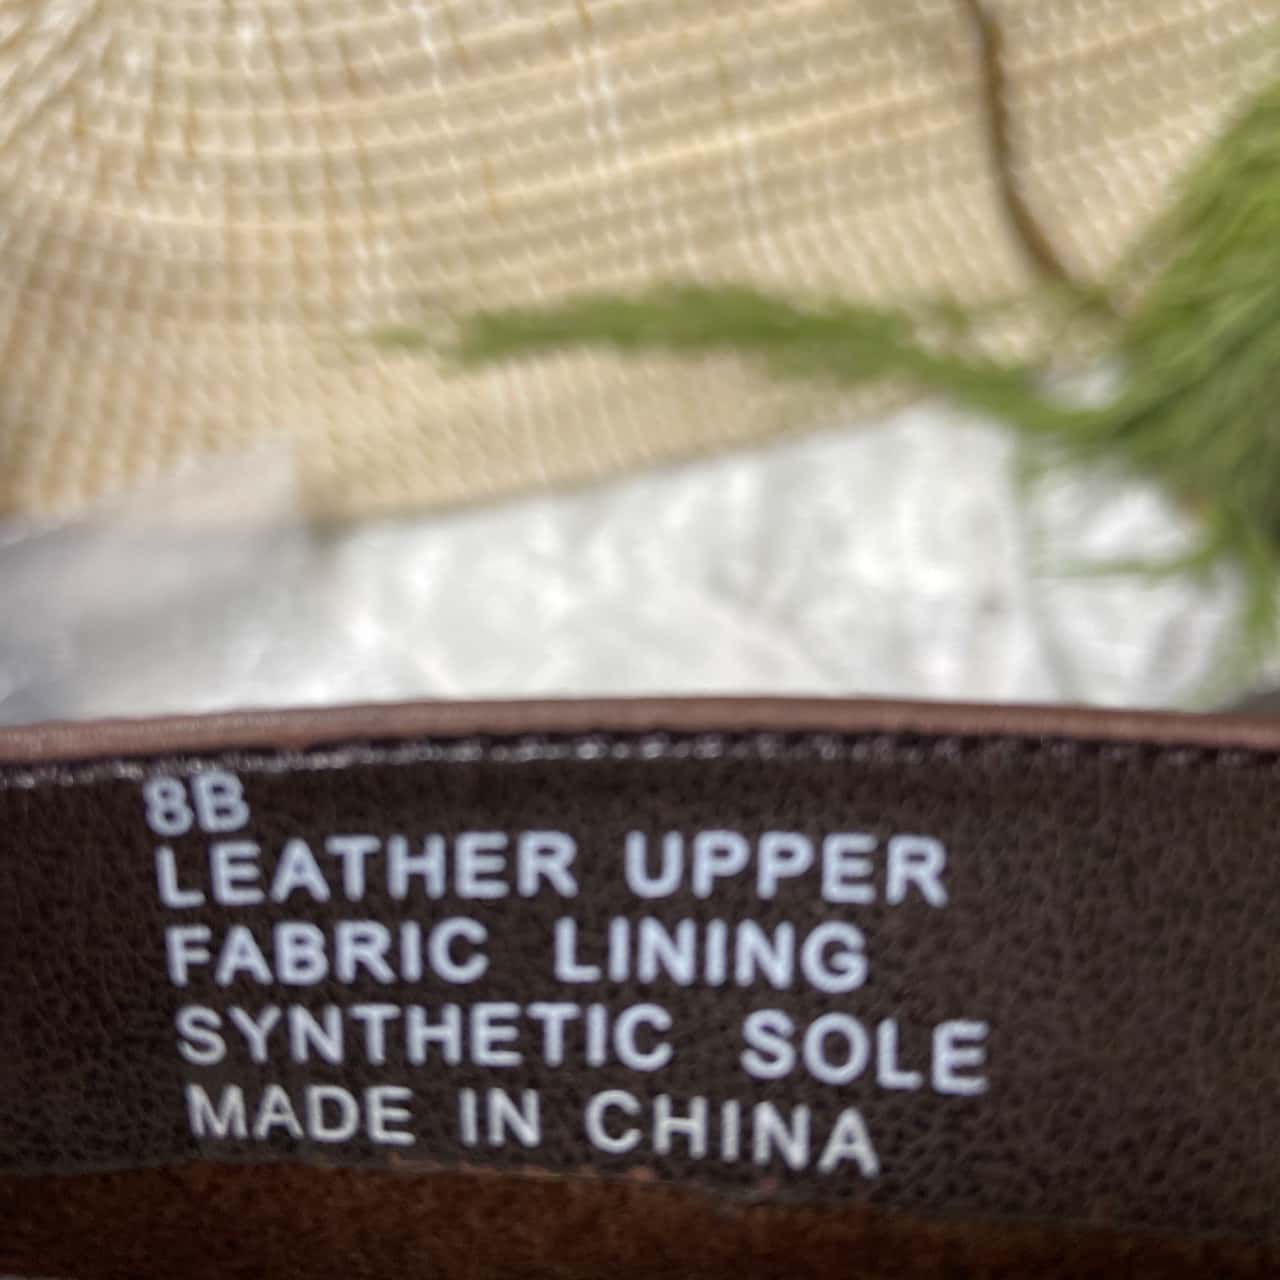 8B
LEATHER UPPER
FABRIC LINING
SYNTHETIC SOLE
MADE IN CHINA